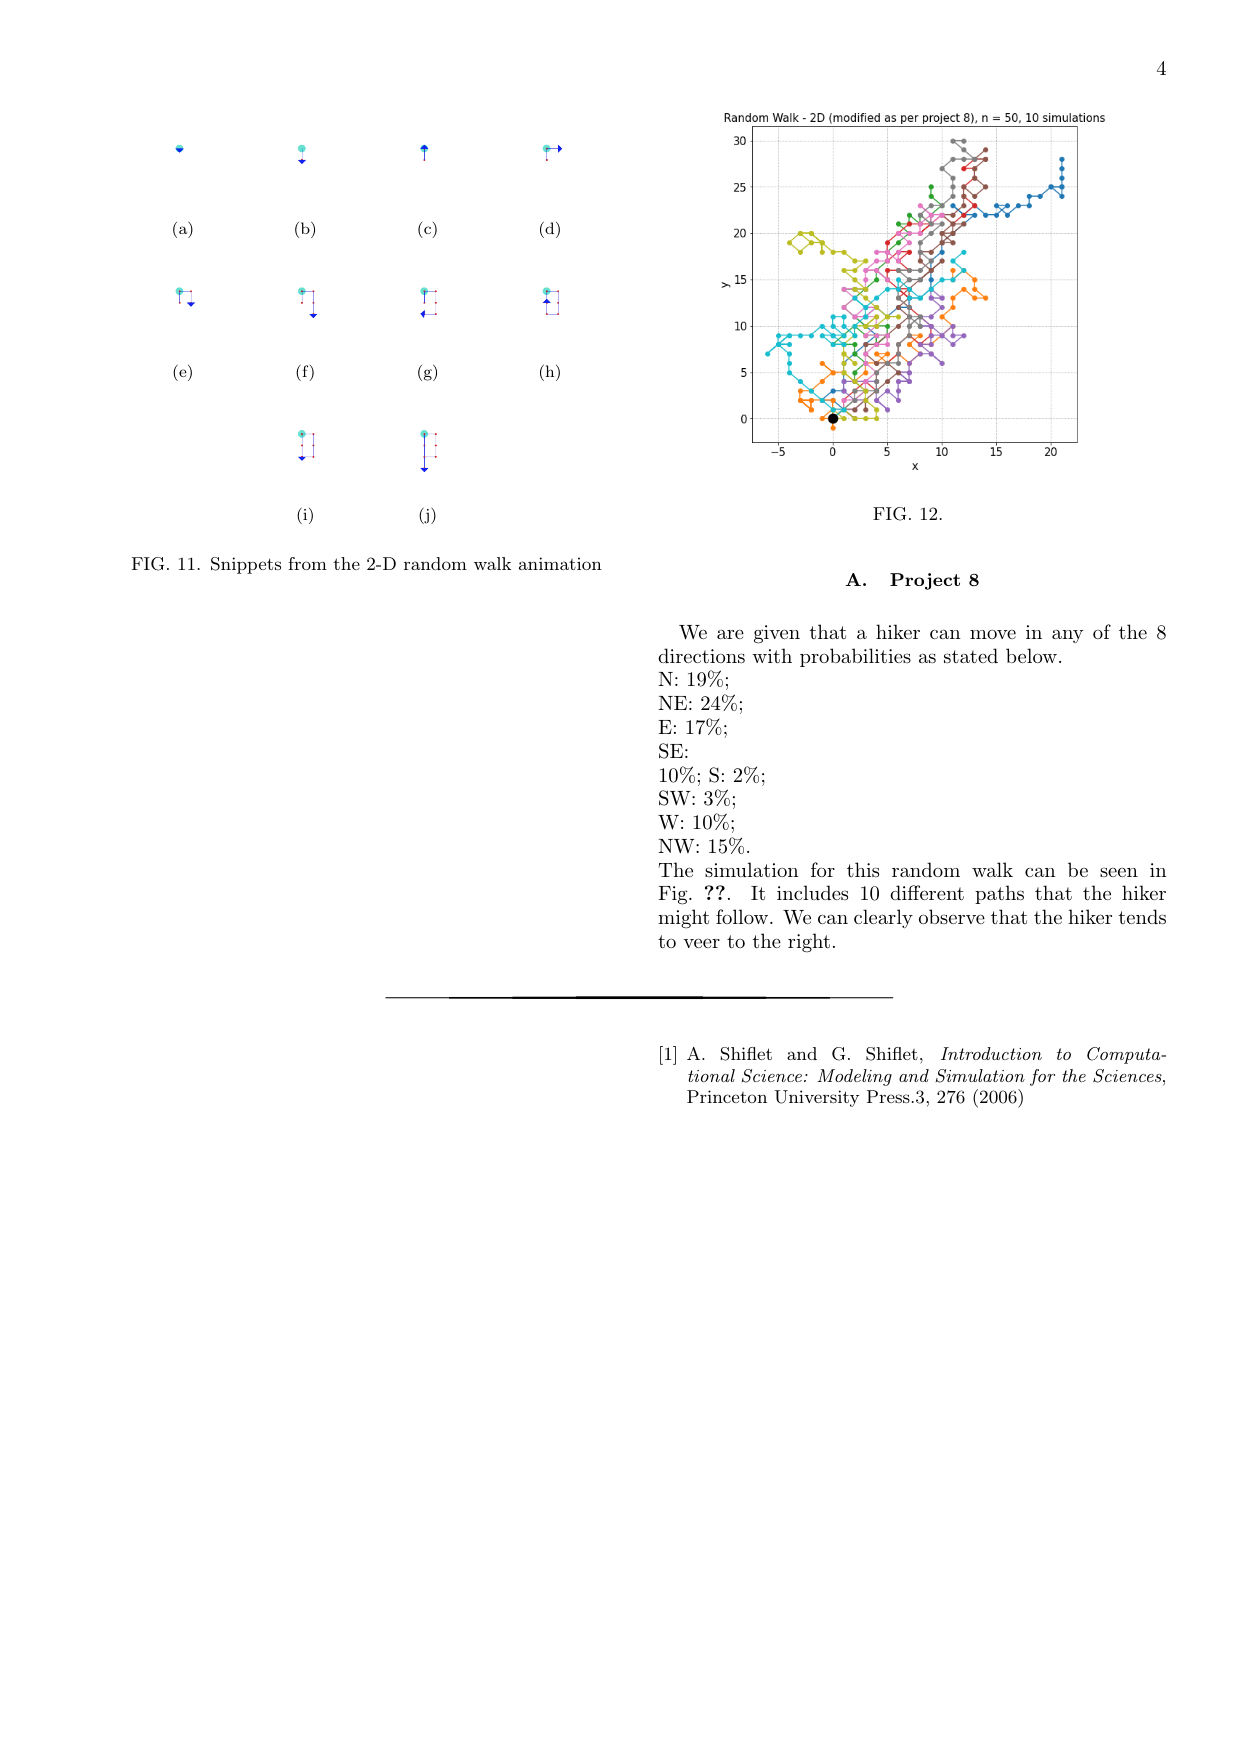 4
(a) (b) (c) (d)
(e) (f) (g) (h)
(i) (j)
FIG. 11. Snippets from the 2-D random walk animation
Random Walk - 2D (modified as per project 8), n = 50, 10 simulations
30
25
20
15
10
5
0
y
−5 0 5 10 15 20
x
FIG. 12.
A. Project 8
We are given that a hiker can move in any of the 8
directions with probabilities as stated below.
N: 19%;
NE: 24%;
E: 17%;
SE:
10%; S: 2%;
SW: 3%;
W: 10%;
NW: 15%.
The simulation for this random walk can be seen in
Fig. ??. It includes 10 different paths that the hiker
might follow. We can clearly observe that the hiker tends
to veer to the right.
[1] A. Shiflet and G. Shiflet, Introduction to Computa-
tional Science: Modeling and Simulation for the Sciences,
Princeton University Press.3, 276 (2006)